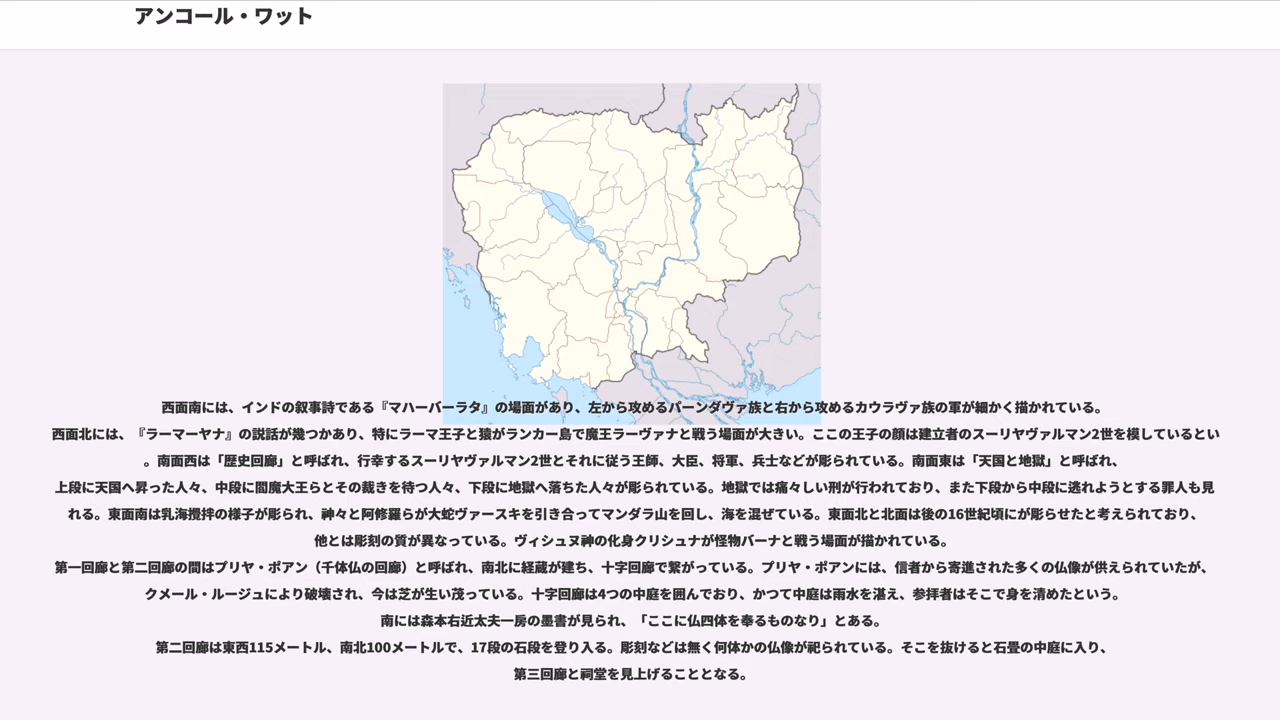 アンコール・ワット
西面南には、インドの叙事詩である『マハーバーラタ』の場面があり、左から攻めるパーンダヴァ族と右から攻めるカウラヴァ族の軍が細かく描かれている。
西面北には、『ラーマーヤナ』の説話が幾つかあり、特にラーマ王子と猿がランカー島で魔王ラーヴァナと戦う場面が大きい。ここの王子の顔は建立者のスーリヤヴァルマン2世を模しているとい
。南面西は「歴史回廊」と呼ばれ、行幸するスーリヤヴァルマン2世とそれに従う王師、大臣、将軍、兵士などが彫られている。南面東は「天国と地獄」と呼ばれ、
上段に天国へ昇った人々、中段に閻魔大王らとその裁きを待つ人々、下段に地獄へ落ちた人々が彫られている。地獄では痛々しい刑が行われており、また下段から中段に逃れようとする罪人も見
れる。東面南は乳海攪拌の様子が彫られ、神々と阿修羅らが大蛇ヴァースキを引き合ってマンダラ山を回し、海を混ぜている。東面北と北面は後の16世紀頃にが彫らせたと考えられており、
他とは彫刻の質が異なっている。ヴィシュヌ神の化身クリシュナが怪物バーナと戦う場面が描かれている。
第一回廊と第二回廊の間はプリヤ・ポアン（千体仏の回廊）と呼ばれ、南北に経蔵が建ち、十字回廊で繋がっている。プリヤ・ポアンには、信者から寄進された多くの仏像が供えられていたが、
クメール・ルージュにより破壊され、今は芝が生い茂っている。十字回廊は4つの中庭を囲んでおり、かつて中庭は雨水を湛え、参拝者はそこで身を清めたという。
南には森本右近太夫一房の墨書が見られ、「ここに仏四体を奉るものなり」とある。
第二回廊は東西115メートル、南北100メートルで、17段の石段を登り入る。彫刻などは無く何体かの仏像が祀られている。そこを抜けると石畳の中庭に入り、
第三回廊と祠堂を見上げることとなる。